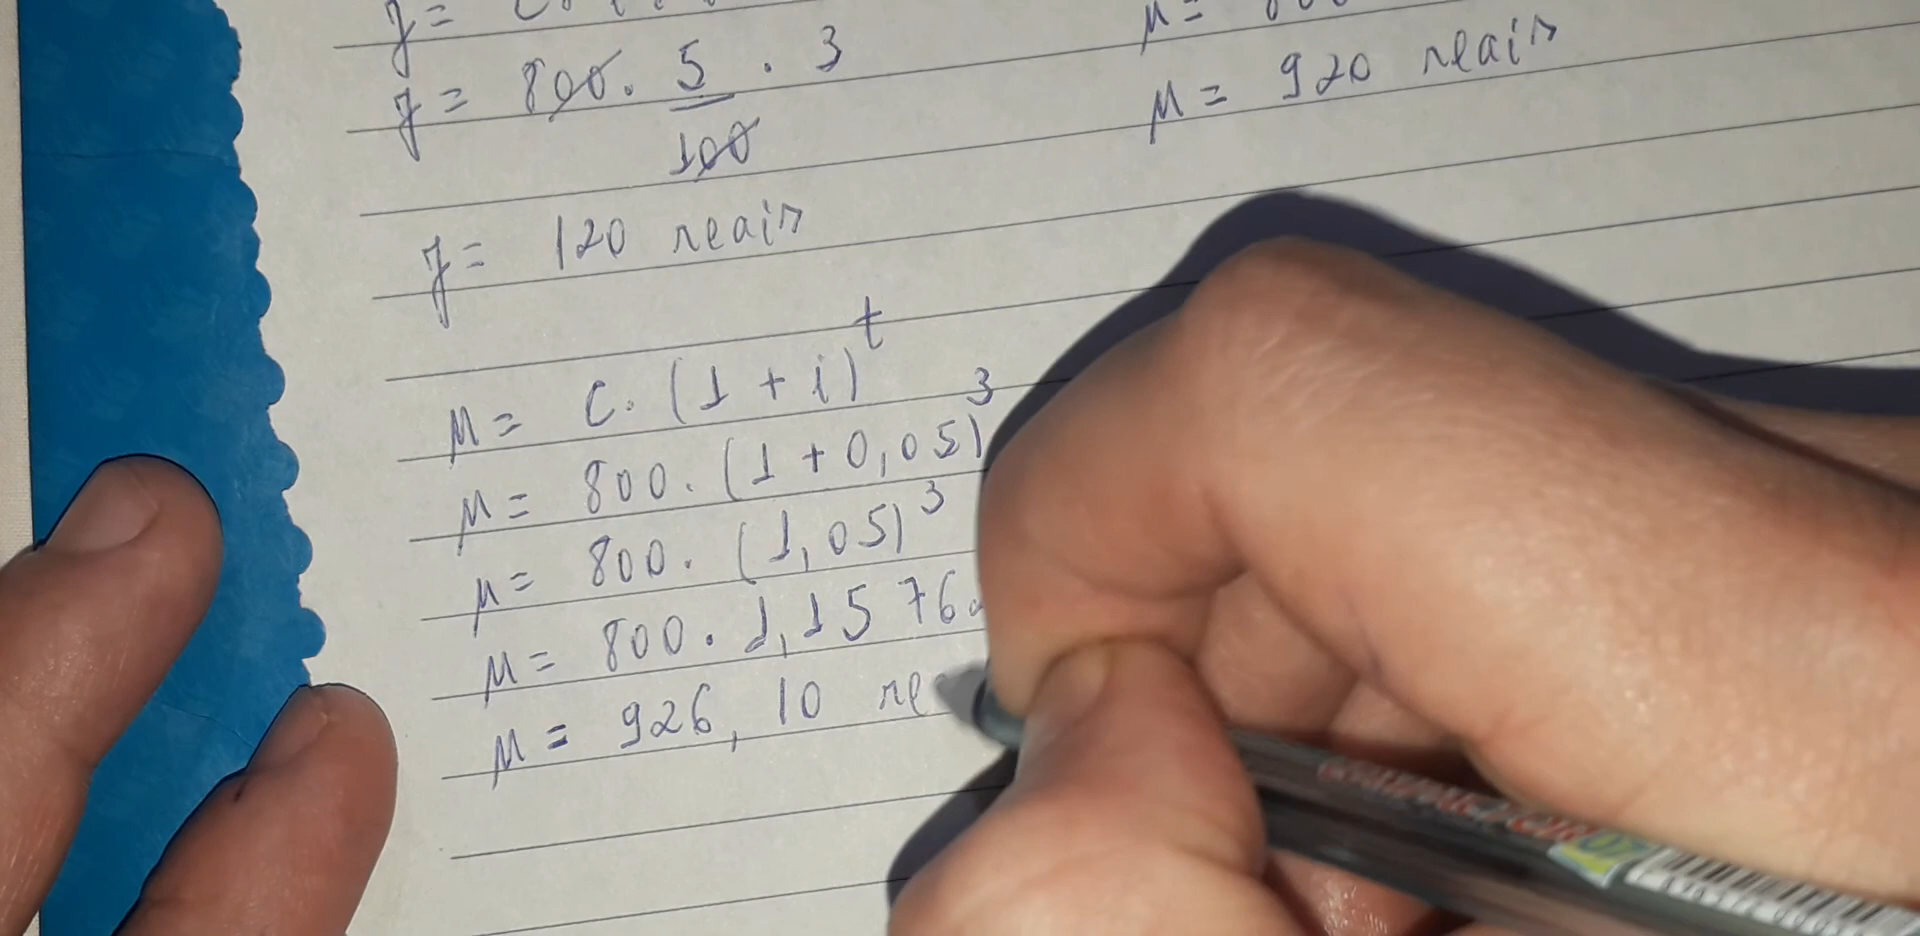 J = 800 . 5/100 . 3
J = 120 reais
M =
M = 920 reais
M = C. (1 + i)^t
M = 800. (1 + 0,05)^3
M = 800. (1,05)^3
M = 800. 1,1576
M = 926,10 re